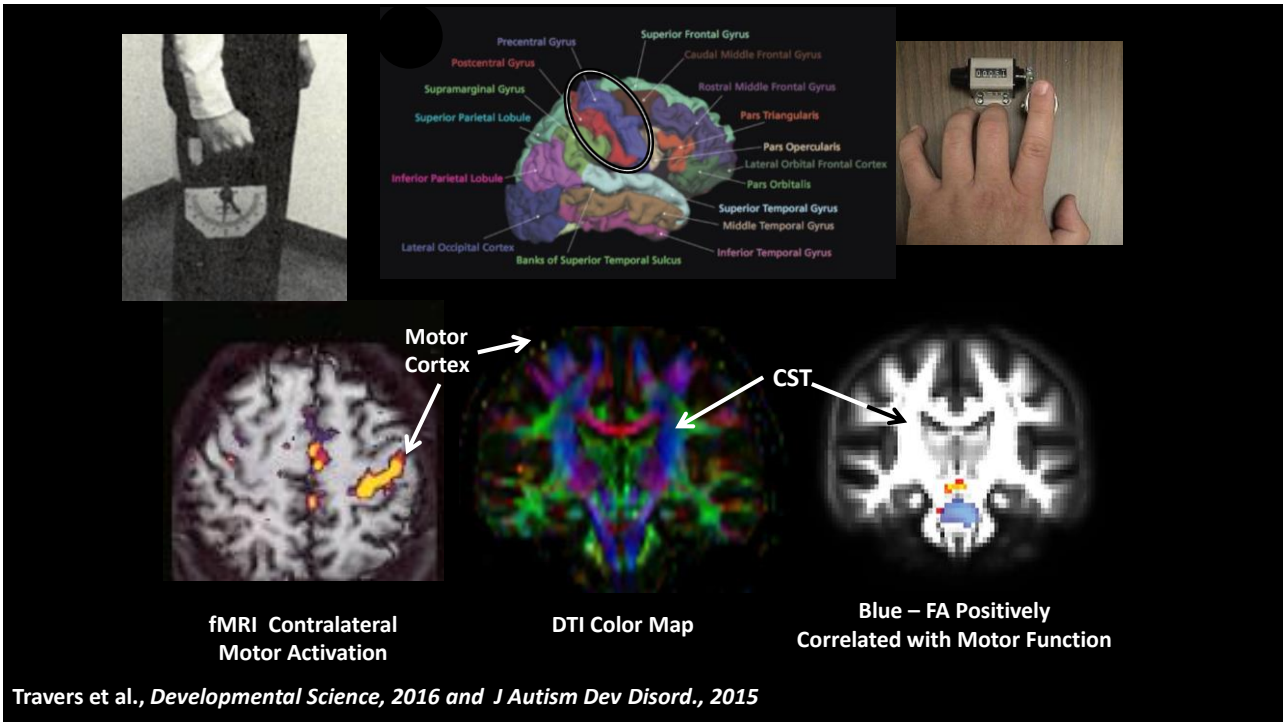 Precentral Gyrus
Superior Frontal Gyrus
Postcentral Gyrus
Caudal Middle Frontal Gyrus
Supramarginal Gyrus
Rostral Middle Frontal Gyrus
Superior Parietal Lobule
Pars Triangularis
Pars Opercularis
Lateral Orbital Frontal Cortex
Inferior Parietal Lobule
Pars Orbitalis
Superior Temporal Gyrus
Middle Temporal Gyrus
Lateral Occipital Cortex
Inferior Temporal Gyrus
Banks of Superior Temporal Sulcus
Motor
Cortex
CST
fMRI Contralateral
Motor Activation
DTI Color Map
Blue – FA Positively
Correlated with Motor Function
Travers et al., Developmental Science, 2016 and J Autism Dev Disord., 2015